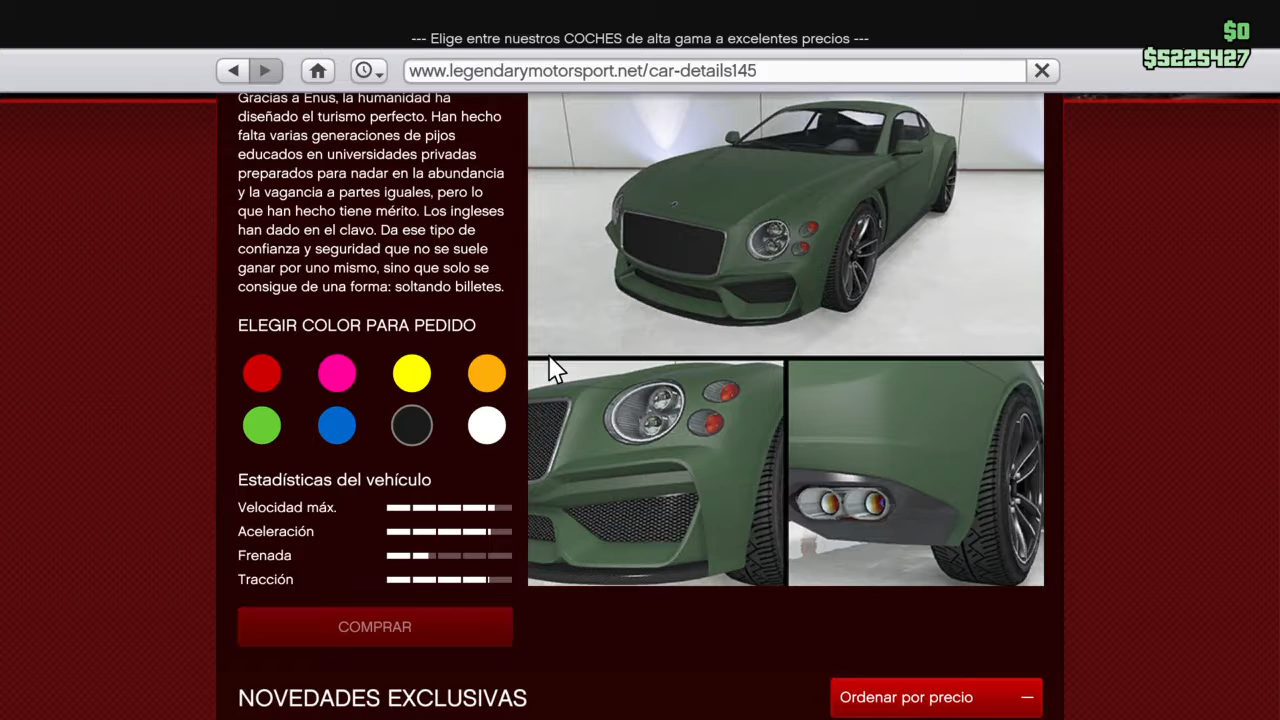 --- Elige entre nuestros COCHES de alta gama a excelentes precios ---
$0
$5225427
www.legendarymotorsport.net/car-details145
Gracias a Enus, la humanidad ha
diseñado el turismo perfecto. Han hecho
falta varias generaciones de pijos
educados en universidades privadas
preparados para nadar en la abundancia
y la vagancia a partes iguales, pero lo
que han hecho tiene mérito. Los ingleses
han dado en el clavo. Da ese tipo de
confianza y seguridad que no se suele
ganar por uno mismo, sino que solo se
consigue de una forma: soltando billetes.
ELEGIR COLOR PARA PEDIDO
Estadísticas del vehículo
Velocidad máx.
Aceleración
Frenada
Tracción
COMPRAR
NOVEDADES EXCLUSIVAS
Ordenar por precio